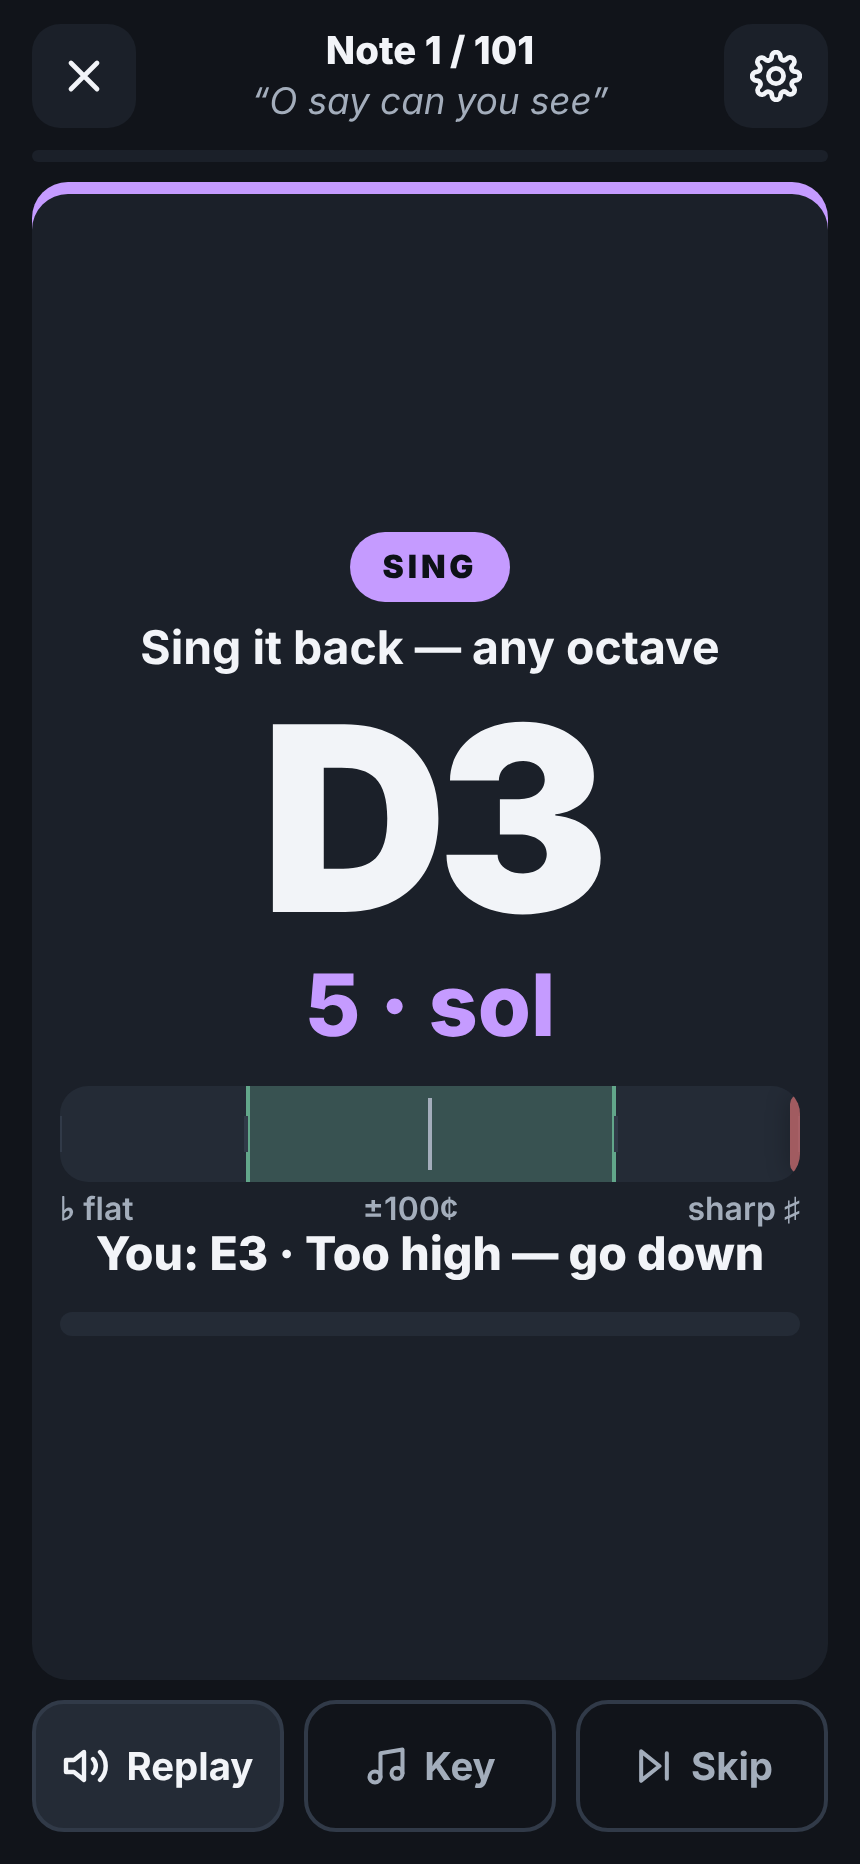 Note 1 / 101
“O say can you see”
SING
Sing it back — any octave
D3
5 · sol
♭ flat ±100¢ sharp ♯
You: E3 · Too high — go down
Replay Key Skip